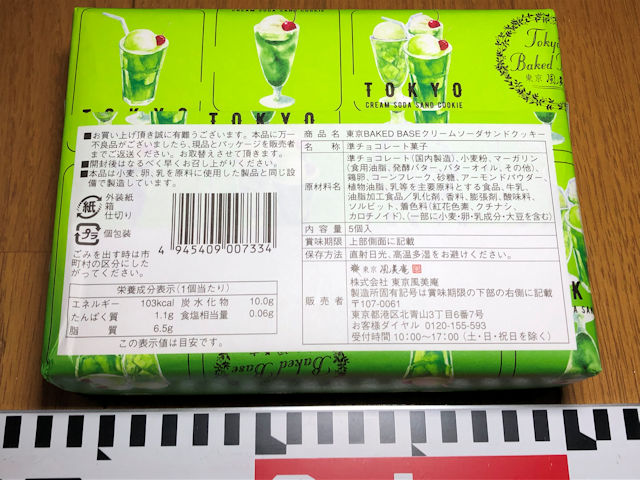 TOKYO
CREAM SODA SAND COOKIE
Tokyo
Baked
東京 風美
TOKYO
■お買い上げ頂き誠に有難うございます。本品に万一
不良品がございましたら、現品とパッケージを販売者
までご返送ください。お取替えさせて頂きます。
■開封後はなるべく早くお召し上がりください。
■本品は小麦、卵、乳を原料に使用した製品と同じ設
備で製造しています。
紙
外装紙
箱
仕切り
プラ
個包装
ごみを出す時は市
町村の区分にした
がってください。
4 945409 007334
栄養成分表示(1個当たり)
エネルギー 103kcal 炭水化物 10.0g
たんぱく質 1.1g 食塩相当量 0.06g
脂質 6.5g
この表示値は目安です。
商品名 東京BAKED BASEクリームソーダサンドクッキー
名称 準チョコレート菓子
原材料名 準チョコレート(国内製造)、小麦粉、マーガリン
(食用油脂、発酵バター、バターオイル、その他)、
鶏卵、コーンフレーク、砂糖、アーモンドパウダー、
植物油脂、乳等を主要原料とする食品、牛乳、
油脂加工食品/乳化剤、香料、膨張剤、酸味料、
ソルビット、着色料(紅花色素、クチナシ、
カロチノイド)、(一部に小麦・卵・乳成分・大豆を含む)
内容量 5個入
賞味期限 上部側面に記載
保存方法 直射日光、高温多湿をお避けください。
販売者 東京 風美庵
株式会社 東京風美庵
製造所固有記号は賞味期限の下部の右側に記載
〒107-0061
東京都港区北青山3丁目6番7号
お客様ダイヤル 0120-155-593
受付時間 10:00~17:00(土・日・祝日を除く)
Baked Base